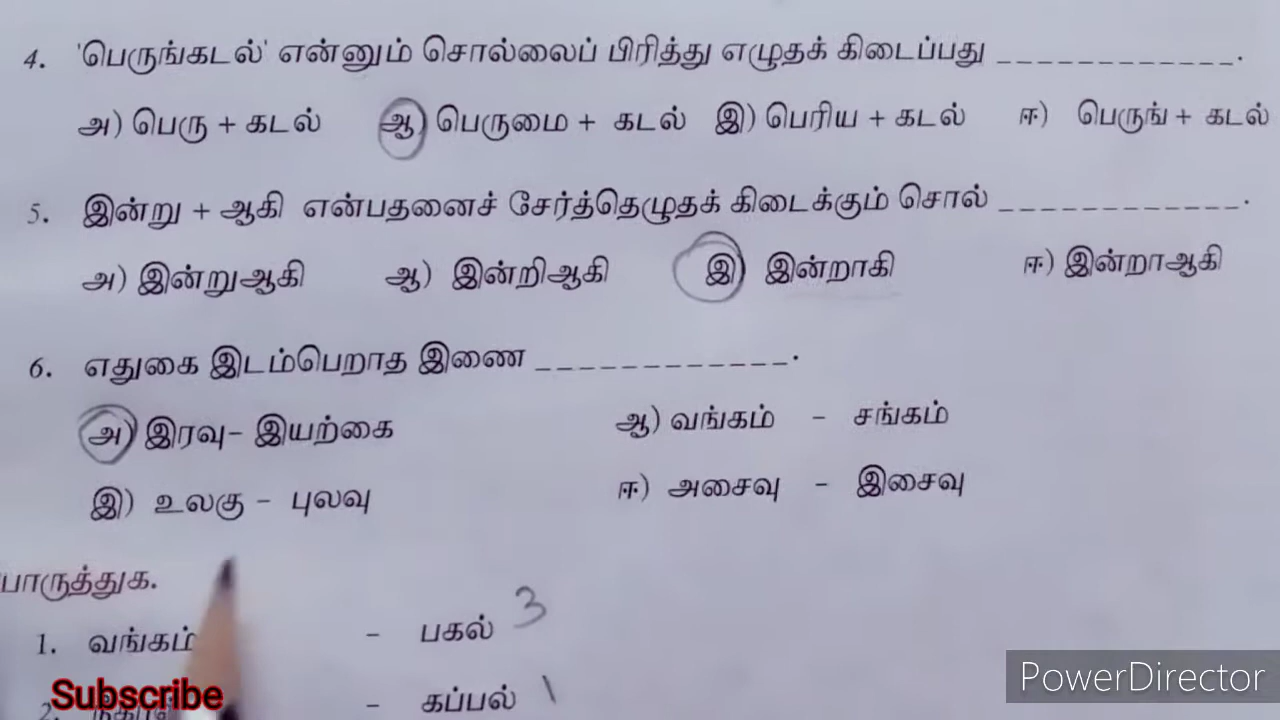 4. 'பெருங்கடல்' என்னும் சொல்லைப் பிரித்து எழுதக் கிடைப்பது ____________.
அ) பெரு + கடல் ஆ) பெருமை + கடல் இ) பெரிய + கடல் ஈ) பெருங் + கடல்
5. இன்று + ஆகி என்பதனைச் சேர்த்தெழுதக் கிடைக்கும் சொல் ____________.
அ) இன்றுஆகி ஆ) இன்றிஆகி இ) இன்றாகி ஈ) இன்றாஆகி
6. எதுகை இடம்பெறாத இணை ____________.
அ) இரவு- இயற்கை ஆ) வங்கம் - சங்கம்
இ) உலகு - புலவு ஈ) அசைவு - இசைவு
பாருத்துக.
1. வங்கம் - பகல் 3
2. - கப்பல் 1
Subscribe
PowerDirector